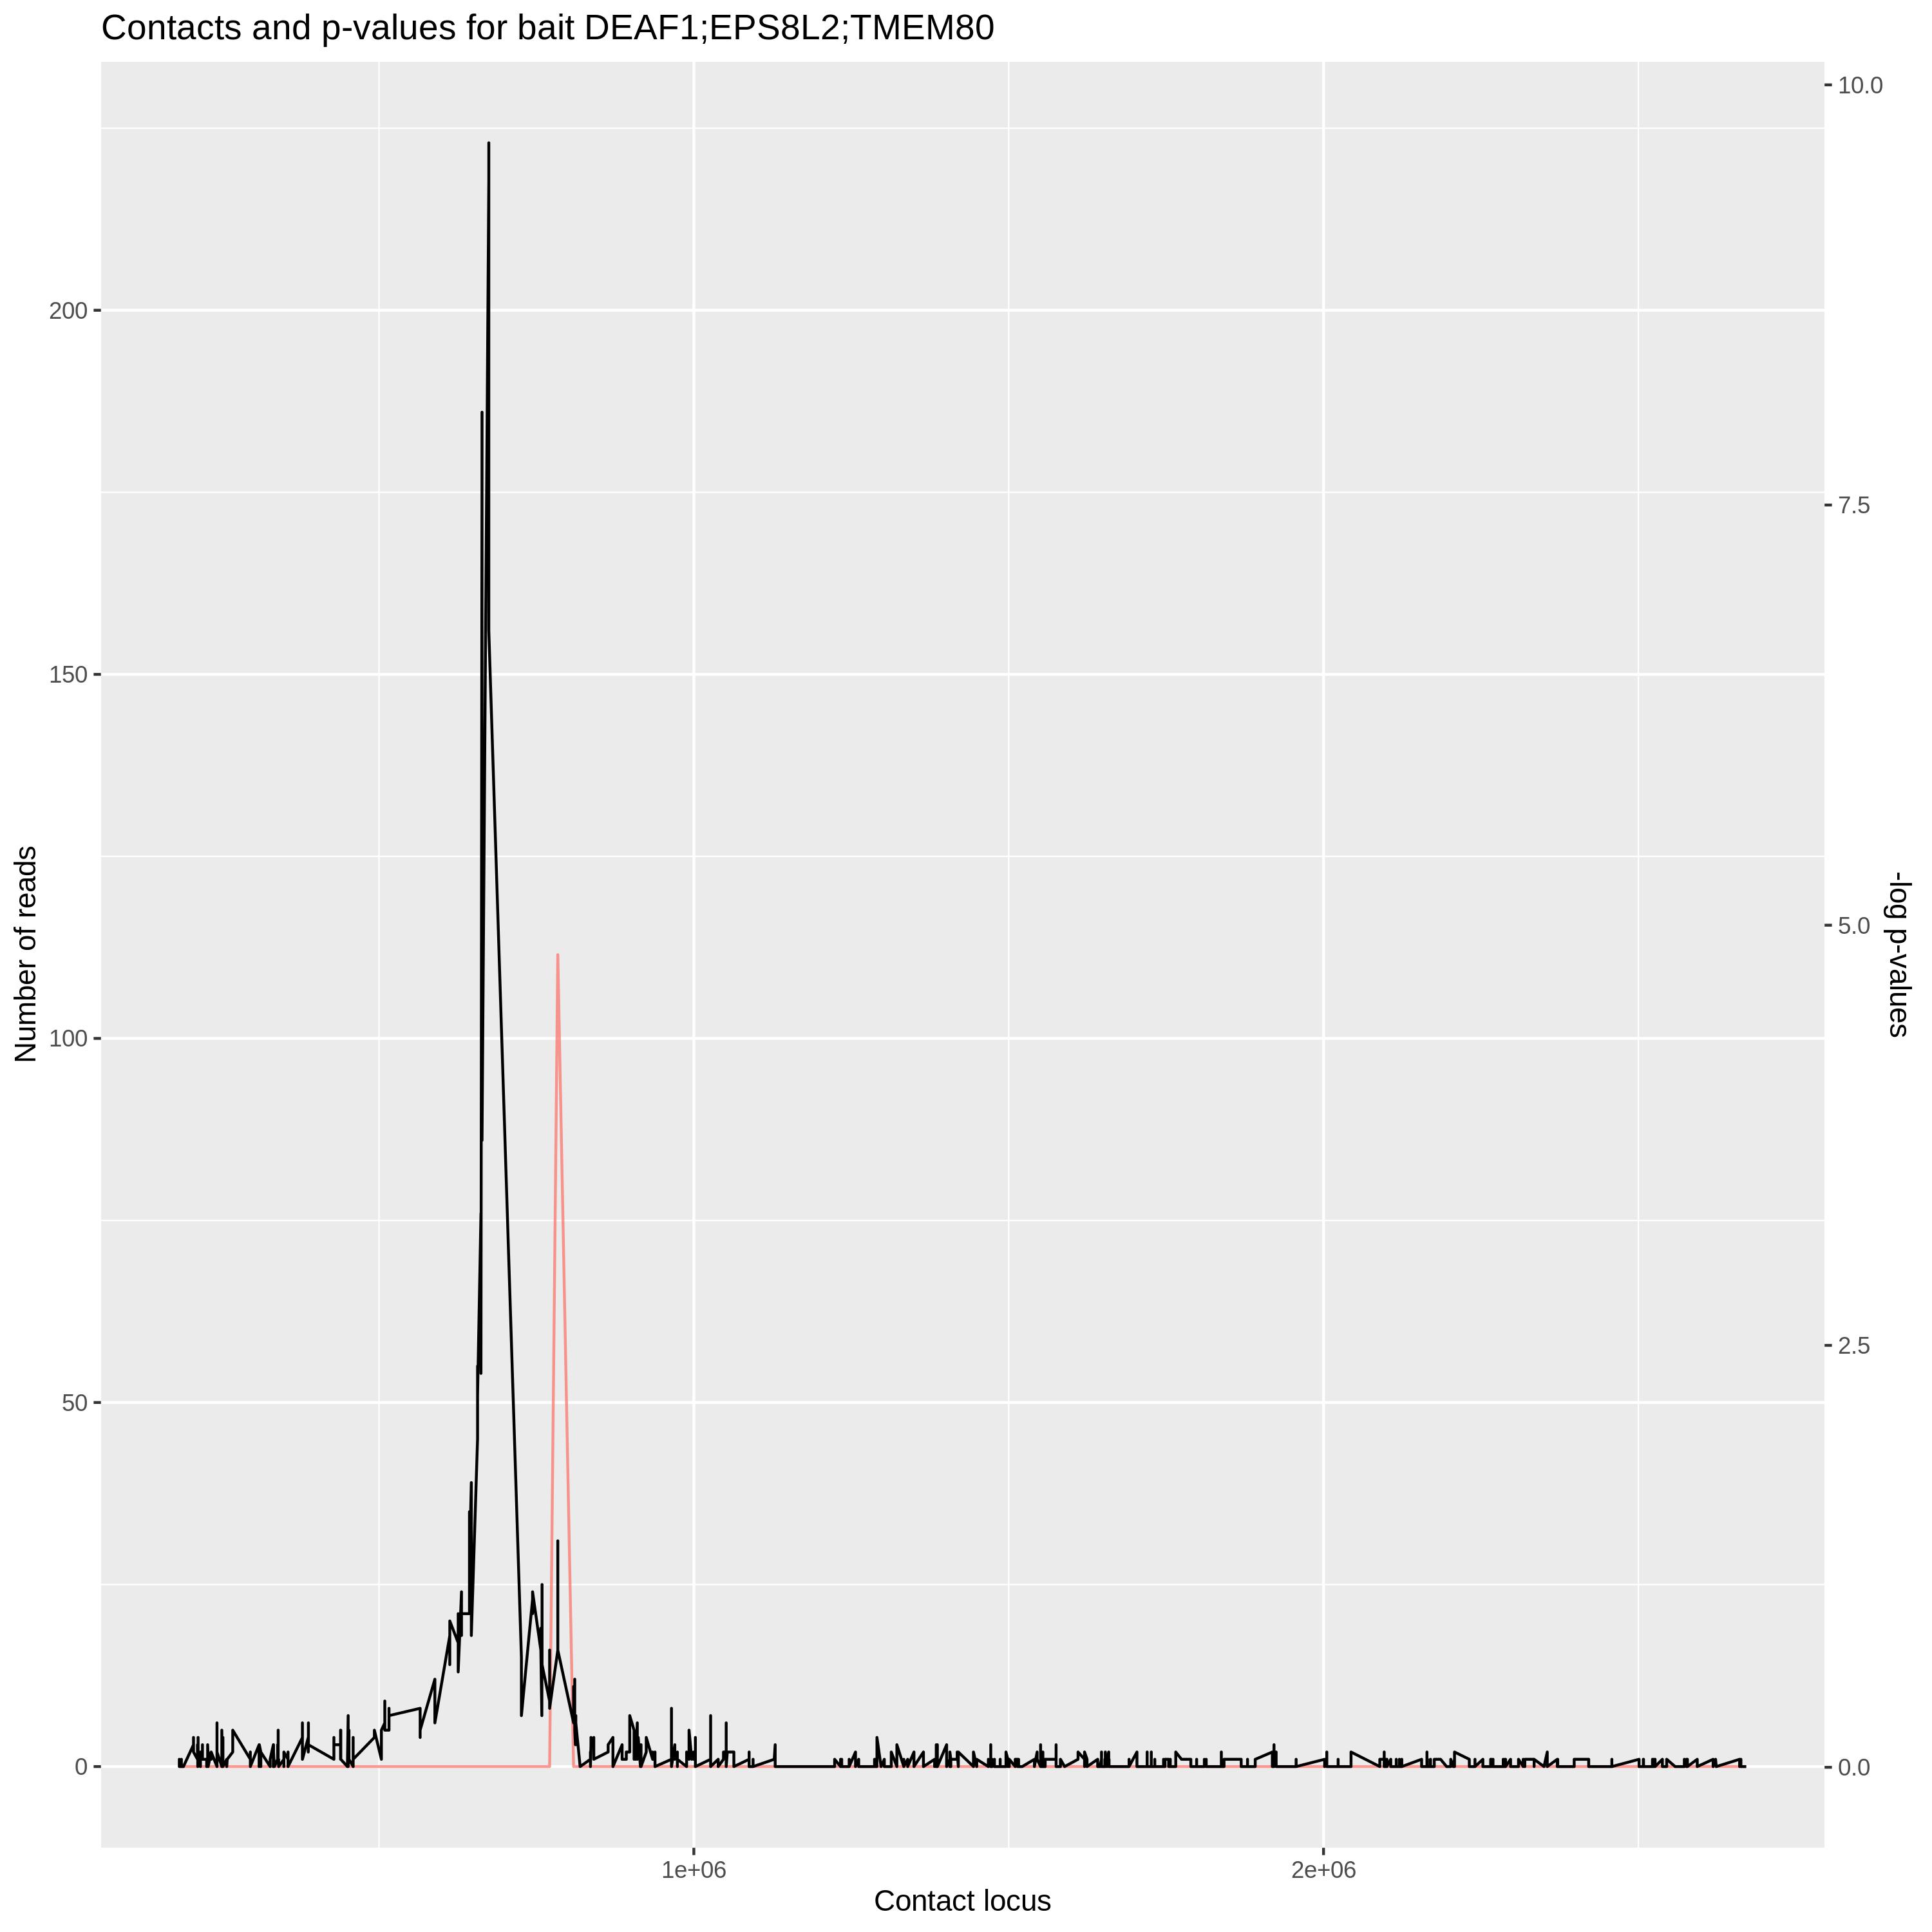 Contacts and p-values for bait DEAF1;EPS8L2;TMEM80
Number of reads
200
150
100
50
0
10.0
7.5
5.0
2.5
0.0
-log p-values
1e+06
2e+06
Contact locus